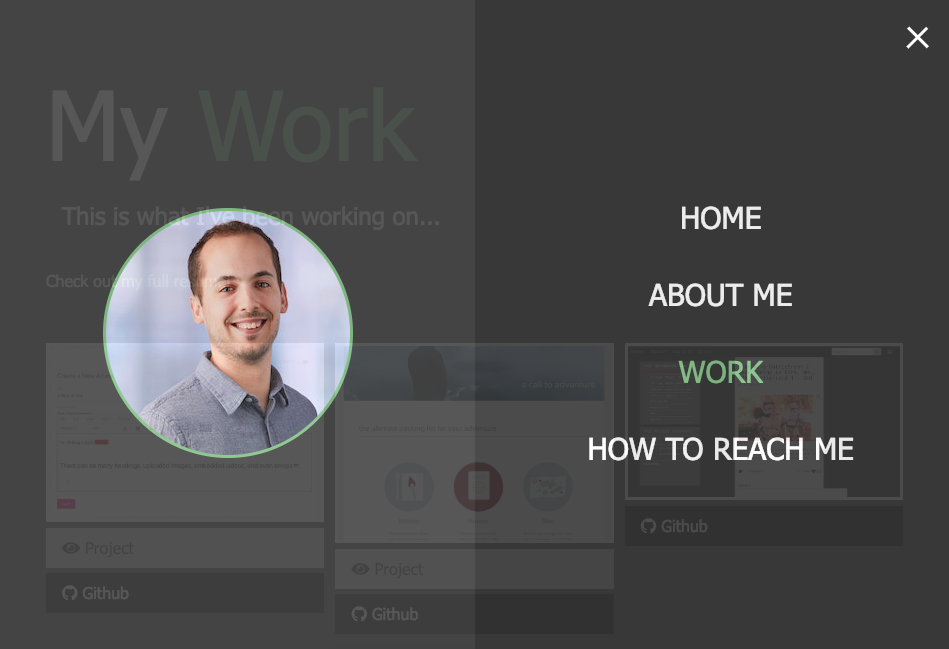 My Work
This is what I've been working on...
Check out my full re
HOME
ABOUT ME
WORK
HOW TO REACH ME
Project
Github
Project
Github
Github